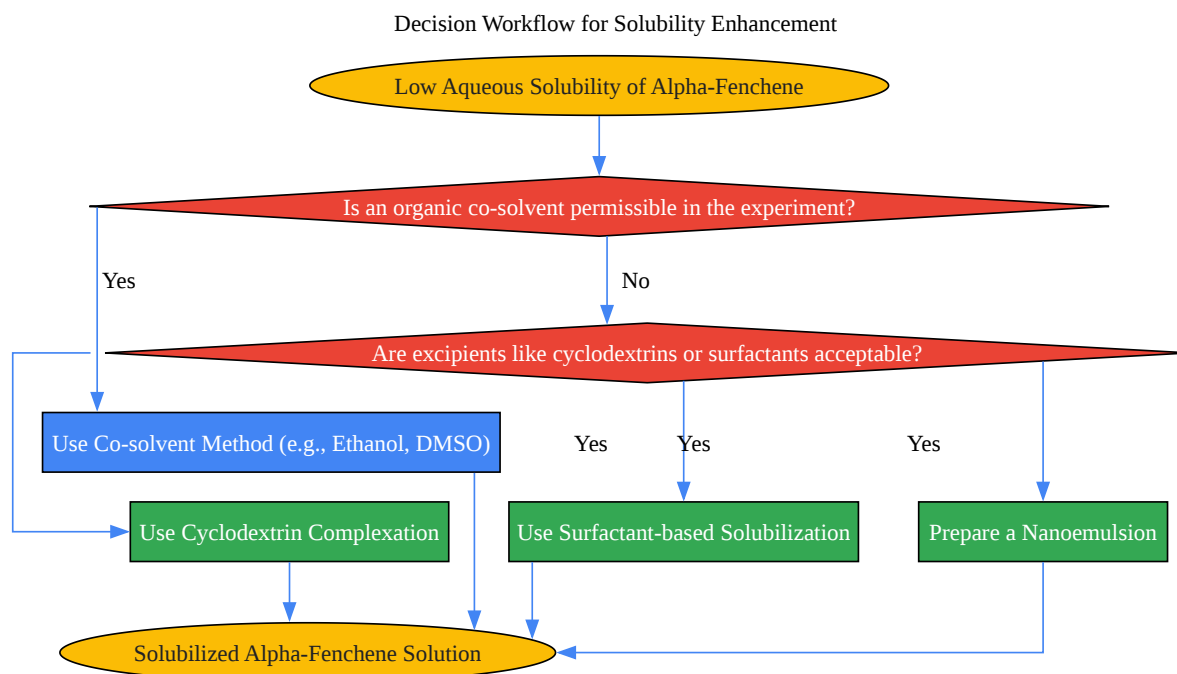 Decision Workflow for Solubility Enhancement
Low Aqueous Solubility of Alpha-Fenchene
Is an organic co-solvent permissible in the experiment?
Yes
No
Are excipients like cyclodextrins or surfactants acceptable?
Use Co-solvent Method (e.g., Ethanol, DMSO)
Yes
Yes
Yes
Use Cyclodextrin Complexation
Use Surfactant-based Solubilization
Prepare a Nanoemulsion
Solubilized Alpha-Fenchene Solution